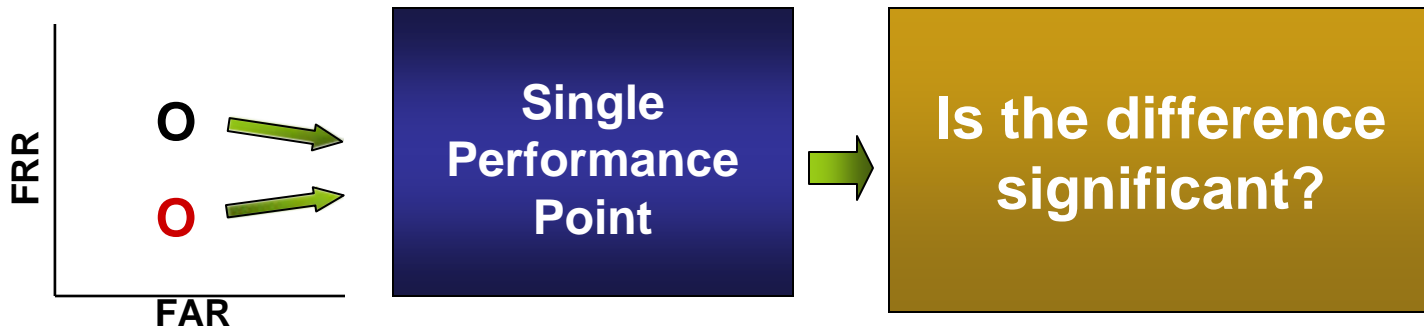 FRR
O
O
FAR
Single
Performance
Point
Is the difference
significant?